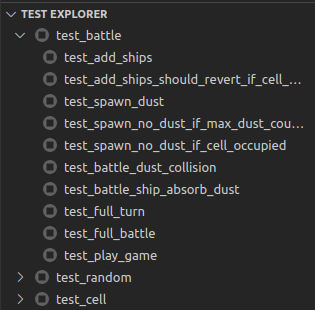 TEST EXPLORER
test_battle
test_add_ships
test_add_ships_should_revert_if_cell_...
test_spawn_dust
test_spawn_no_dust_if_max_dust_cou...
test_spawn_no_dust_if_cell_occupied
test_battle_dust_collision
test_battle_ship_absorb_dust
test_full_turn
test_full_battle
test_play_game
test_random
test_cell